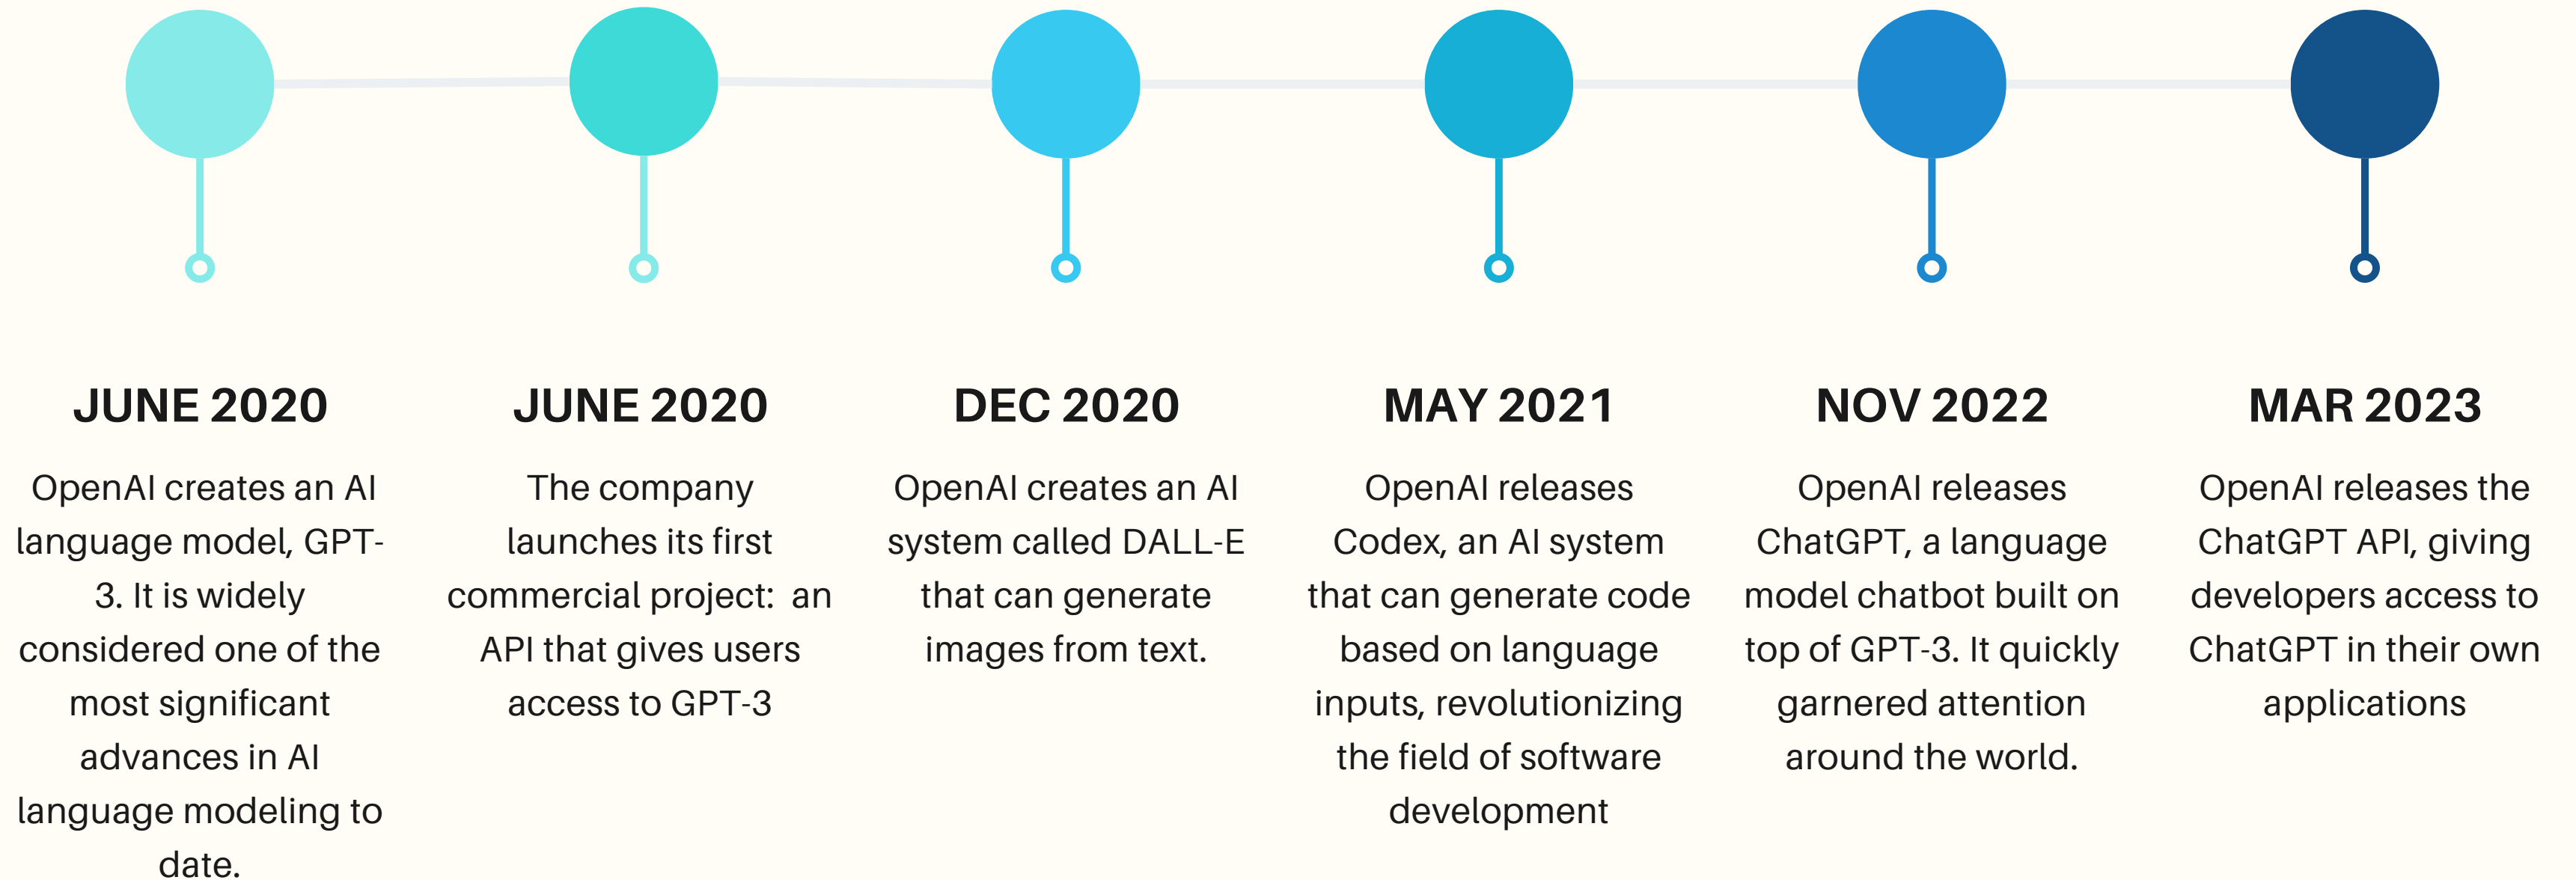 JUNE 2020
OpenAI creates an AI
language model, GPT-
3. It is widely
considered one of the
most significant
advances in AI
language modeling to
date.
JUNE 2020
The company
launches its first
commercial project:  an
API that gives users
access to GPT-3
DEC 2020
OpenAI creates an AI
system called DALL-E
that can generate
images from text.
MAY 2021
OpenAI releases
Codex, an AI system
that can generate code
based on language
inputs, revolutionizing
the field of software
development
NOV 2022
OpenAI releases
ChatGPT, a language
model chatbot built on
top of GPT-3. It quickly
garnered attention
around the world.
MAR 2023
OpenAI releases the
ChatGPT API, giving
developers access to
ChatGPT in their own
applications